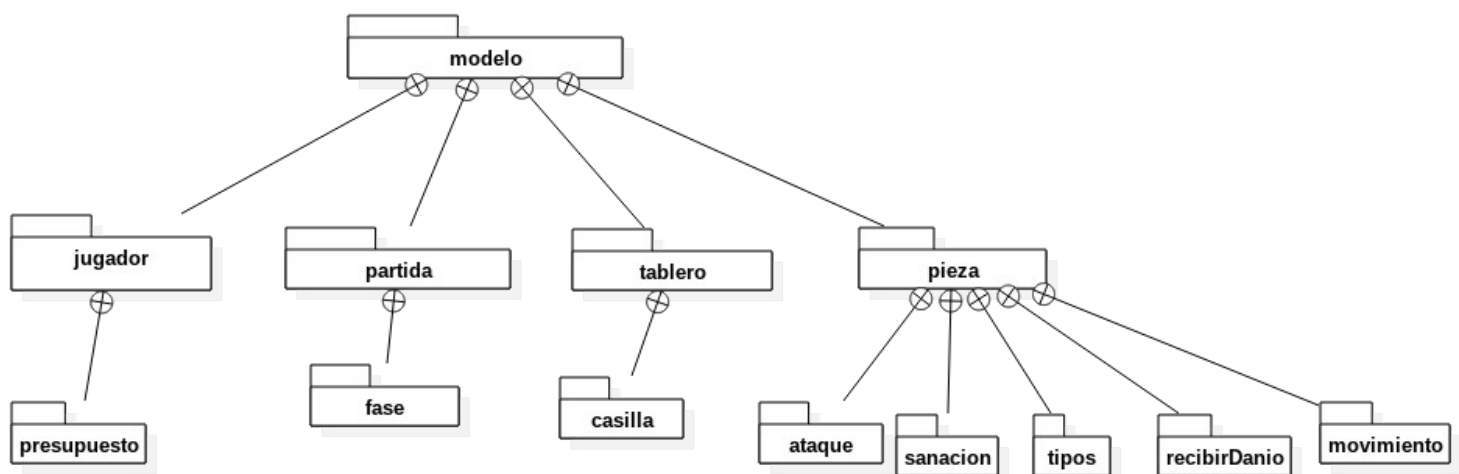 modelo
jugador
partida
tablero
pieza
presupuesto
fase
casilla
ataque
sanacion
tipos
recibirDanio
movimiento